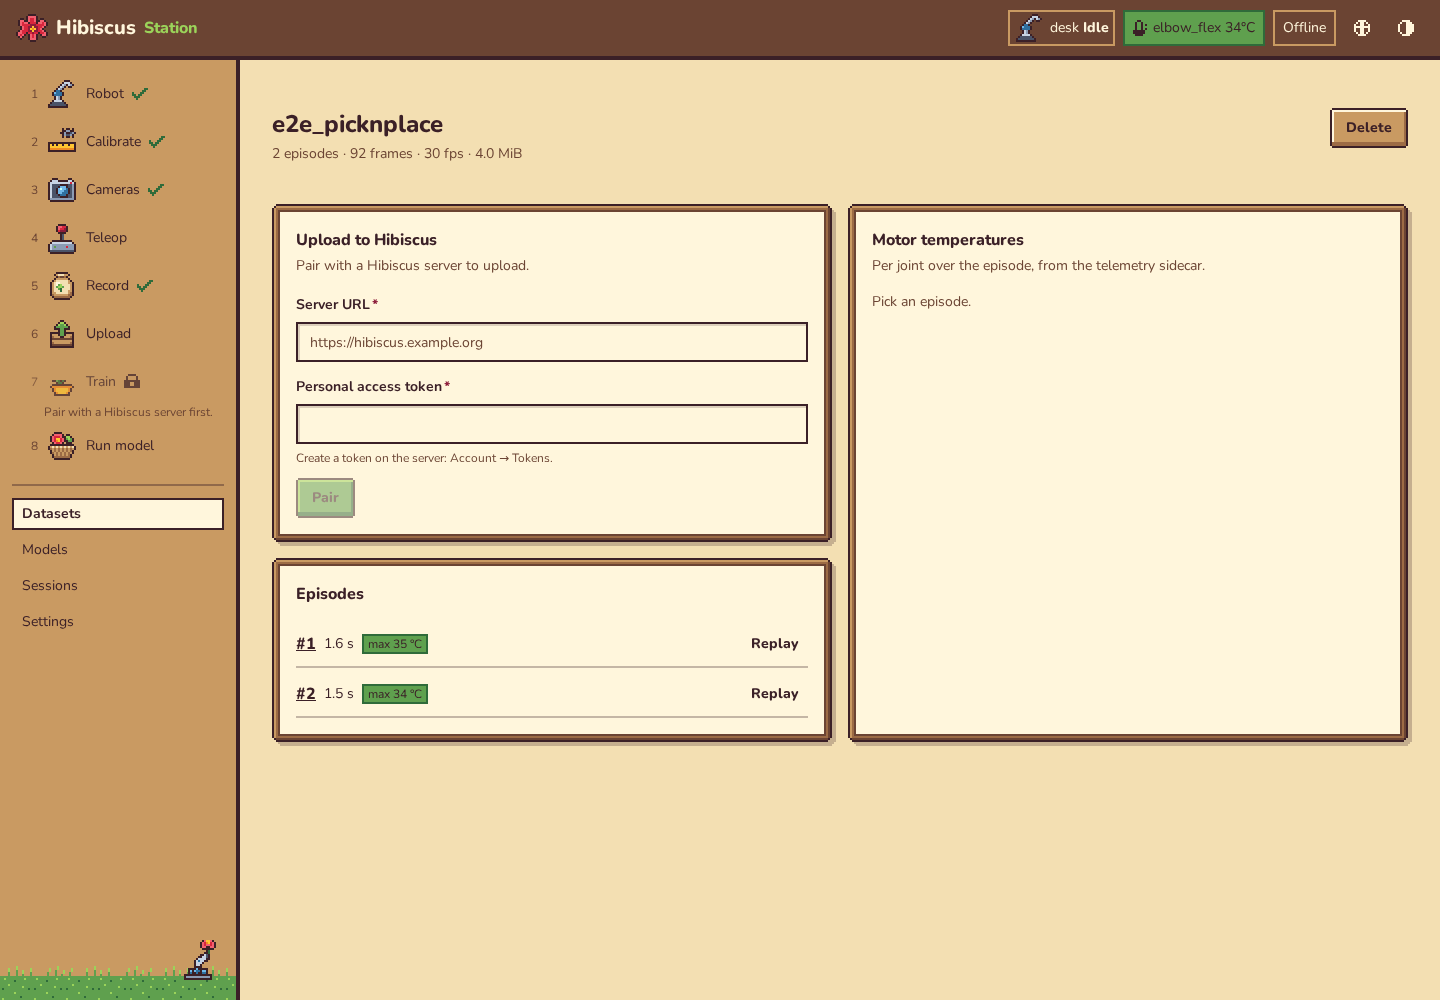 Hibiscus Station
desk Idle
elbow_flex 34°C
Offline
1 Robot
2 Calibrate
3 Cameras
4 Teleop
5 Record
6 Upload
7 Train
Pair with a Hibiscus server first.
8 Run model
Datasets
Models
Sessions
Settings
e2e_picknplace
2 episodes · 92 frames · 30 fps · 4.0 MiB
Delete
Upload to Hibiscus
Pair with a Hibiscus server to upload.
Server URL *
https://hibiscus.example.org
Personal access token *
Create a token on the server: Account → Tokens.
Pair
Episodes
#1 1.6 s max 35 °C Replay
#2 1.5 s max 34 °C Replay
Motor temperatures
Per joint over the episode, from the telemetry sidecar.
Pick an episode.